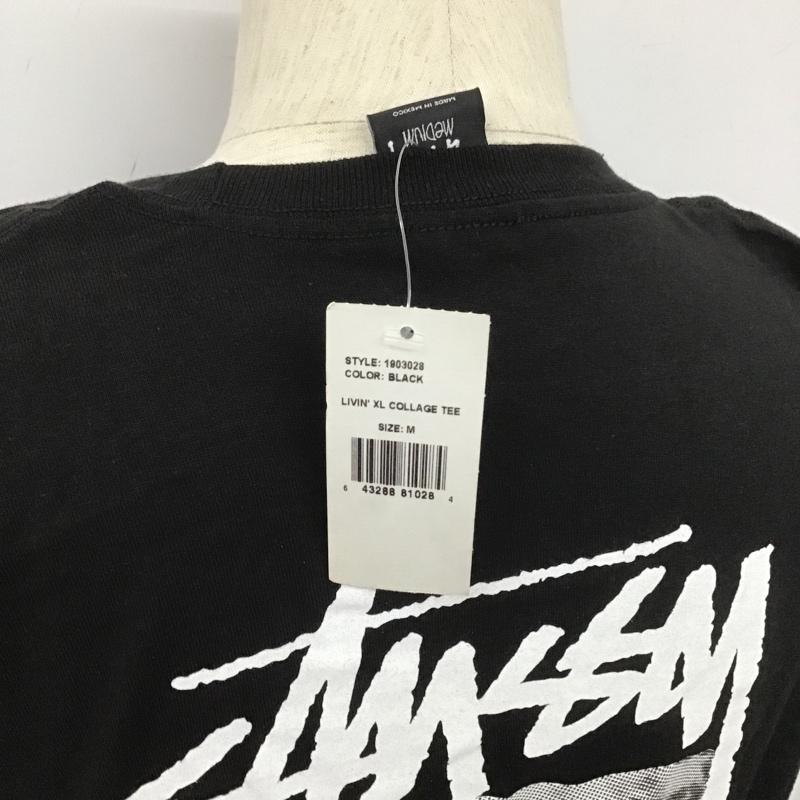 MADE IN MEXICO
MEDIUM
STYLE: 1903028
COLOR: BLACK
LIVIN' XL COLLAGE TEE
SIZE: M
6 43288 81028 4
STUSSY